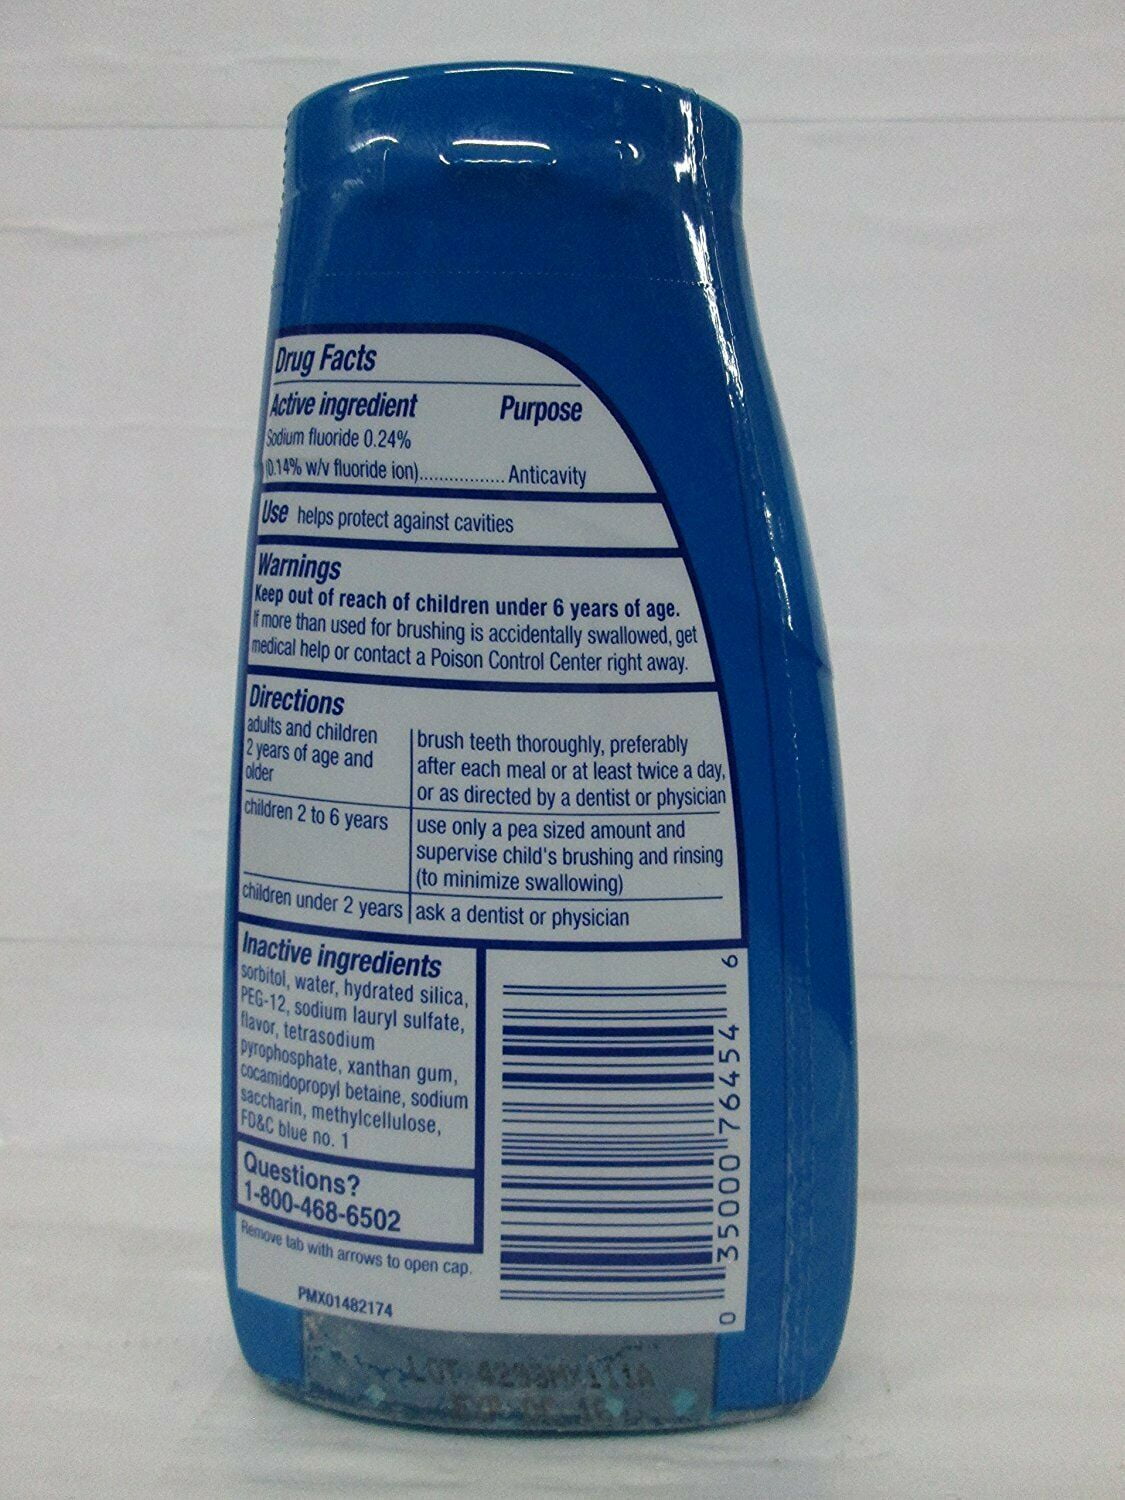 Drug Facts
Active ingredient Purpose
Sodium fluoride 0.24%
(0.14% w/v fluoride ion).................. Anticavity
Use helps protect against cavities
Warnings
Keep out of reach of children under 6 years of age.
If more than used for brushing is accidentally swallowed, get
medical help or contact a Poison Control Center right away.
Directions
adults and children
2 years of age and
older
brush teeth thoroughly, preferably
after each meal or at least twice a day,
or as directed by a dentist or physician
children 2 to 6 years
use only a pea sized amount and
supervise child's brushing and rinsing
(to minimize swallowing)
children under 2 years
ask a dentist or physician
Inactive ingredients
sorbitol, water, hydrated silica,
PEG-12, sodium lauryl sulfate,
flavor, tetrasodium
pyrophosphate, xanthan gum,
cocamidopropyl betaine, sodium
saccharin, methylcellulose,
FD&C blue no. 1
Questions?
1-800-468-6502
Remove tab with arrows to open cap.
PMX01482174
0 35000 76454 6